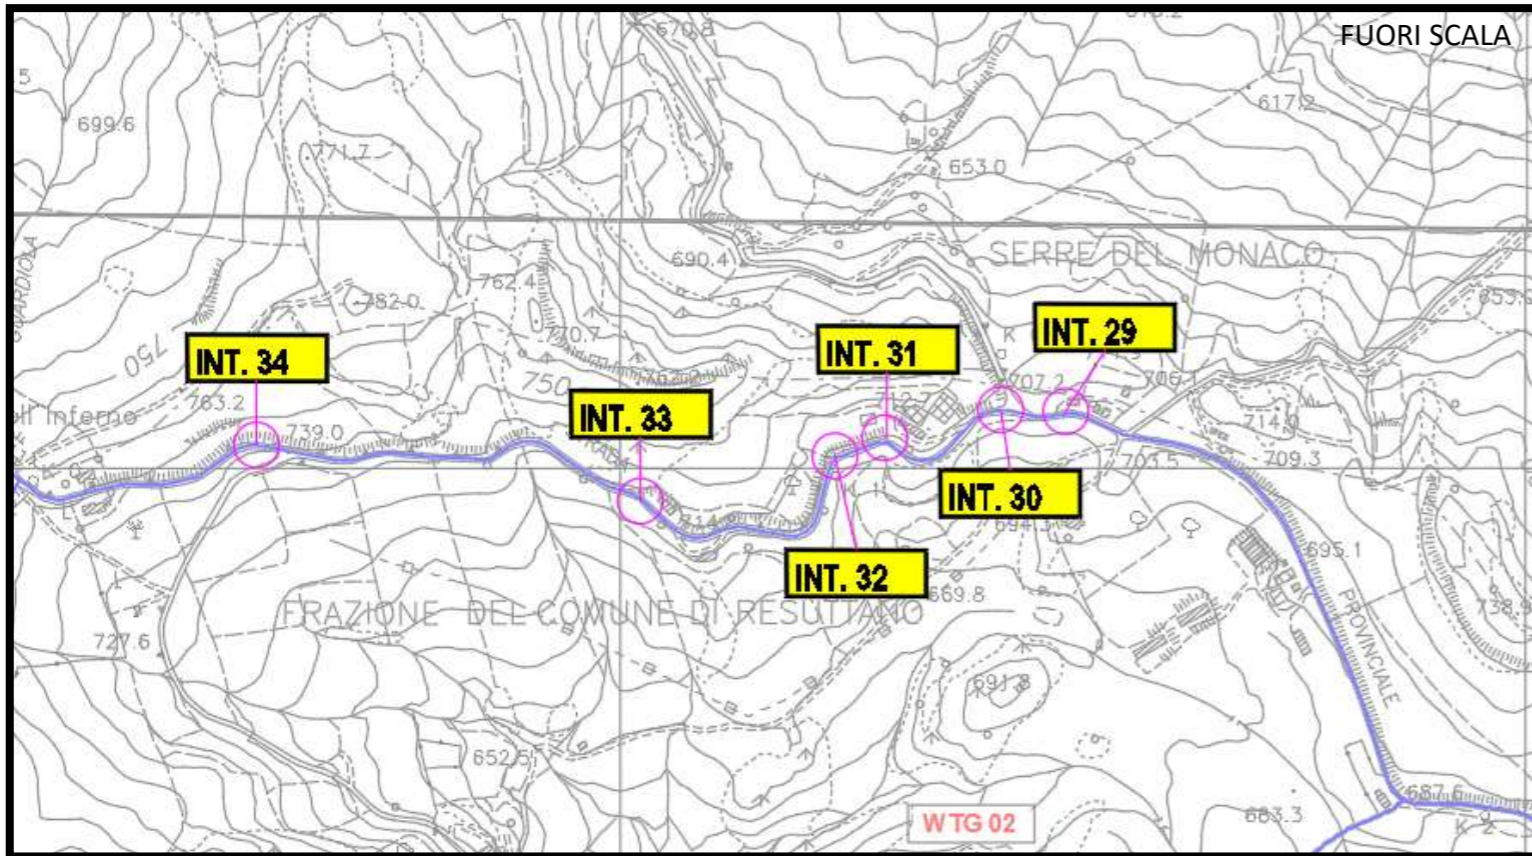 FUORI SCALA
670.8
617.2
699.6
771.7
653.0
SERRE DEL MONACO
690.4
762.4
782.0
770.7
750
750
INT. 34
INT. 33
INT. 31
INT. 29
763.2
739.0
707.2
714.0
709.3
703.5
INT. 30
694.3
INT. 32
695.1
669.8
FRAZIONE DEL COMUNE DI RESUTTANO
PROVINCIALE
727.6
691.8
652.5
WTG 02
683.3
687.6
K 2